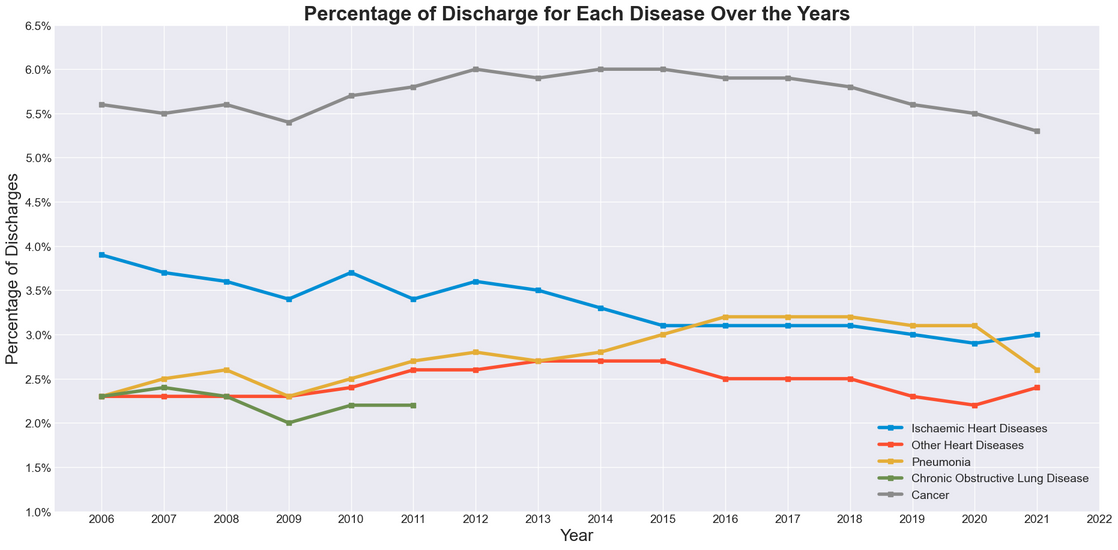 Percentage of Discharge for Each Disease Over the Years
Percentage of Discharges
6.5%
6.0%
5.5%
5.0%
4.5%
4.0%
3.5%
3.0%
2.5%
2.0%
1.5%
1.0%
Ischaemic Heart Diseases
Other Heart Diseases
Pneumonia
Chronic Obstructive Lung Disease
Cancer
2006 2007 2008 2009 2010 2011 2012 2013 2014 2015 2016 2017 2018 2019 2020 2021 2022
Year